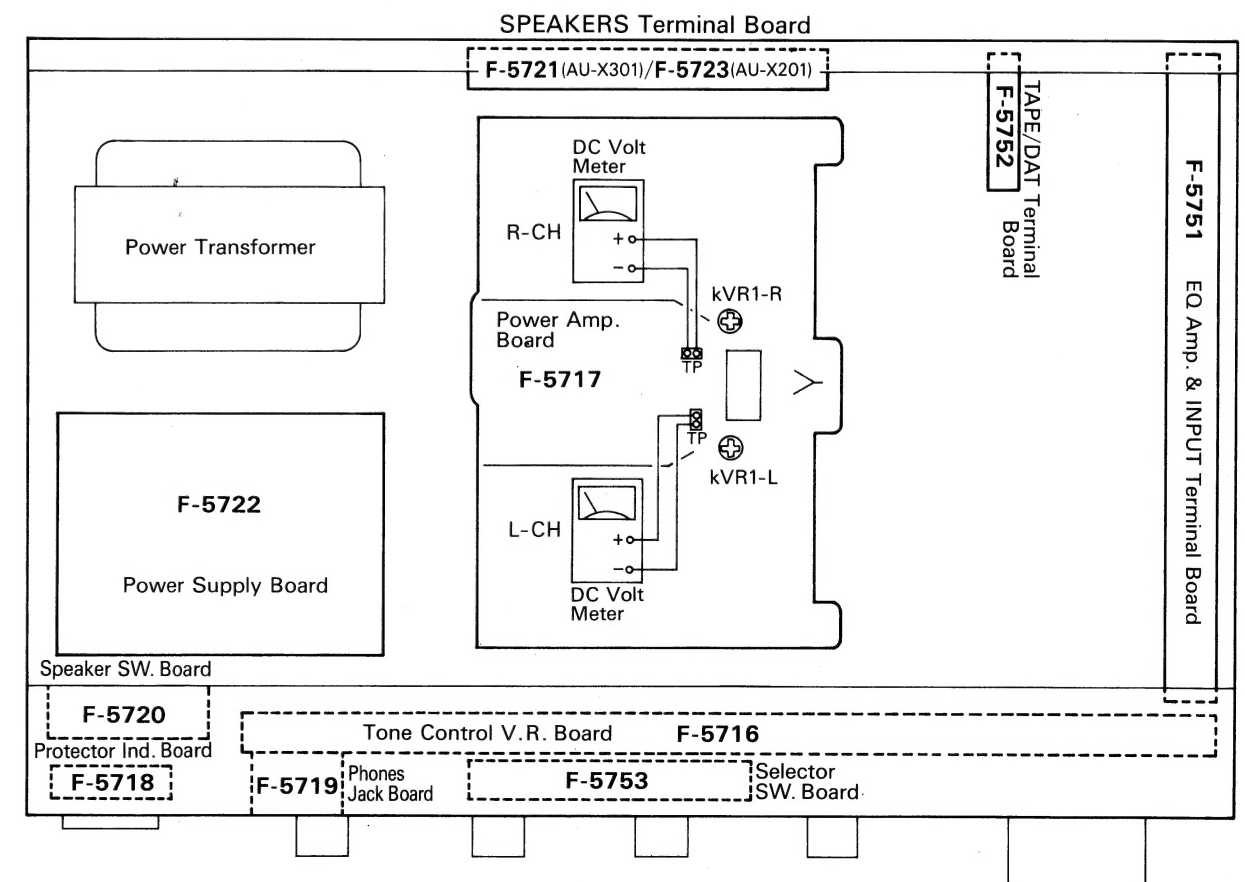 SPEAKERS Terminal Board
F-5721(AU-X301)/F-5723(AU-X201)
F-5752
TAPE/DAT Terminal
Board
F-5751 EQ Amp. & INPUT Terminal Board
DC Volt
Meter
R-CH
+
−
Power Transformer
kVR1-R
Power Amp.
Board
F-5717
TP
TP
kVR1-L
L-CH
+
−
DC Volt
Meter
F-5722
Power Supply Board
Speaker SW. Board
F-5720
Tone Control V.R. Board F-5716
Protector Ind. Board
F-5718
F-5719
Phones
Jack Board
F-5753
Selector
SW. Board